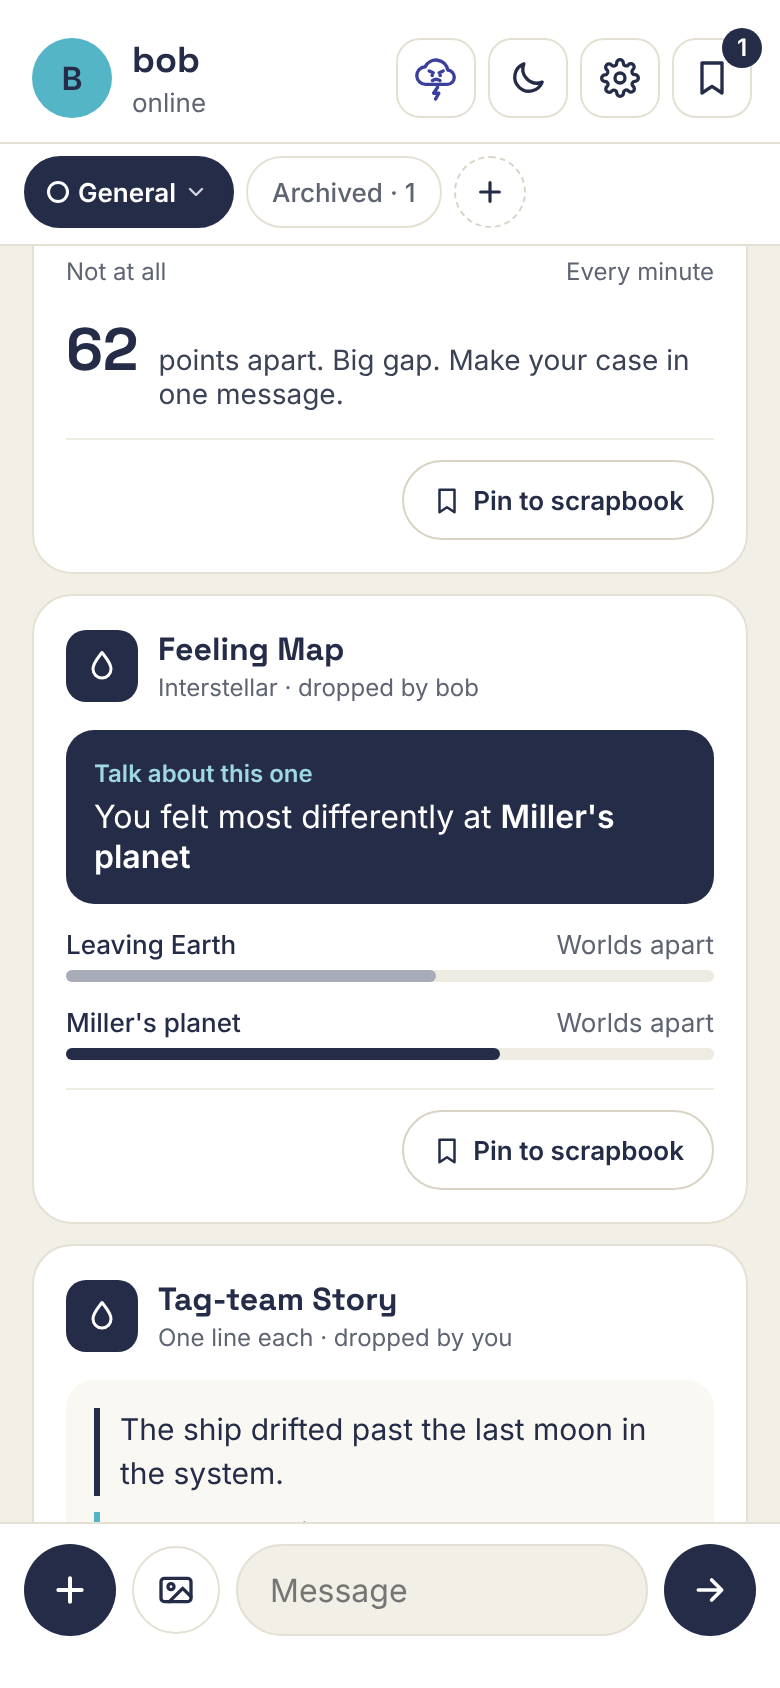 B
bob
online
1
General
Archived · 1
Not at all
Every minute
62
points apart. Big gap. Make your case in
one message.
Pin to scrapbook
Feeling Map
Interstellar · dropped by bob
Talk about this one
You felt most differently at Miller's
planet
Leaving Earth
Worlds apart
Miller's planet
Worlds apart
Pin to scrapbook
Tag-team Story
One line each · dropped by you
The ship drifted past the last moon in
the system.
Message